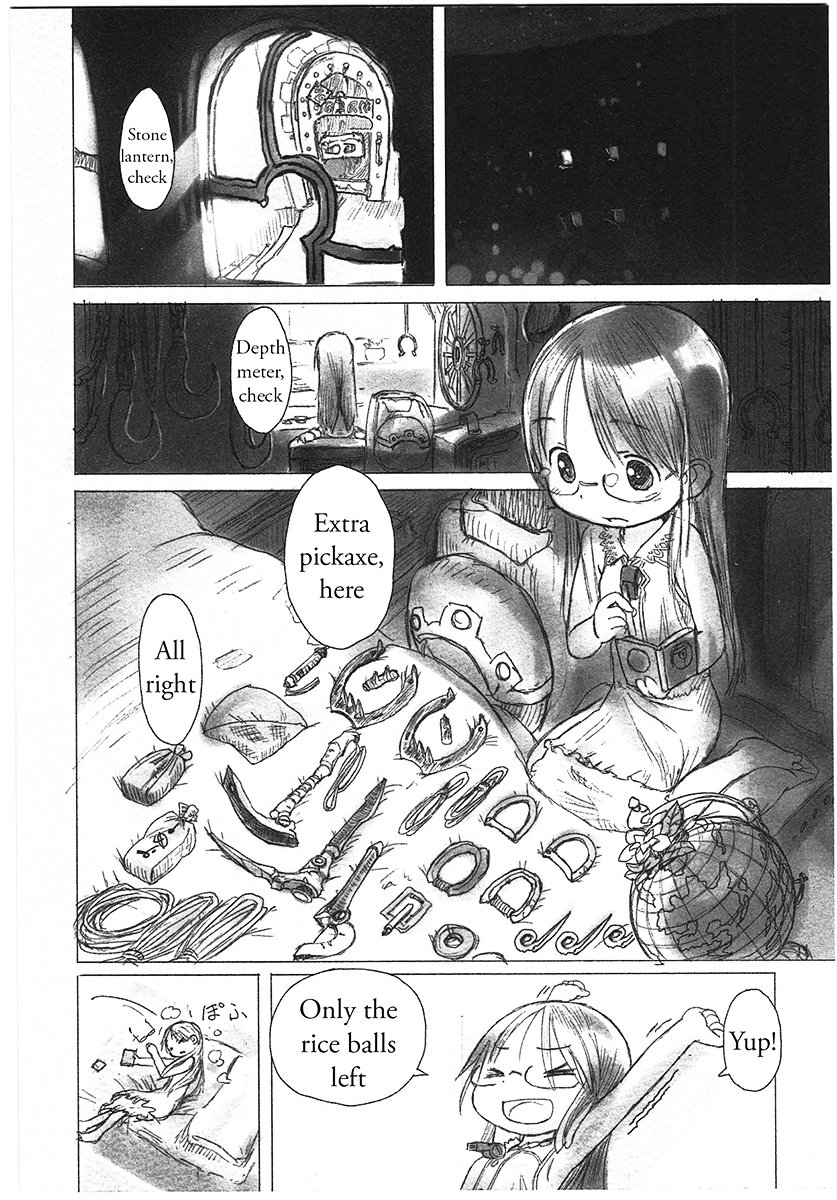 Stone
lantern,
check
Depth
meter,
check
Extra
pickaxe,
here
All
right
Yup!
Only the
rice balls
left
ぽふ